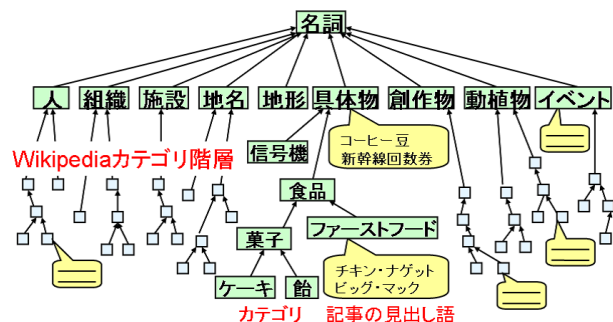 名詞
人 組織 施設 地名 地形 具体物 創作物 動植物 イベント
コーヒー豆
新幹線回数券
信号機
Wikipediaカテゴリ階層
食品
菓子
ファーストフード
チキン・ナゲット
ビッグ・マック
ケーキ 飴
カテゴリ 記事の見出し語